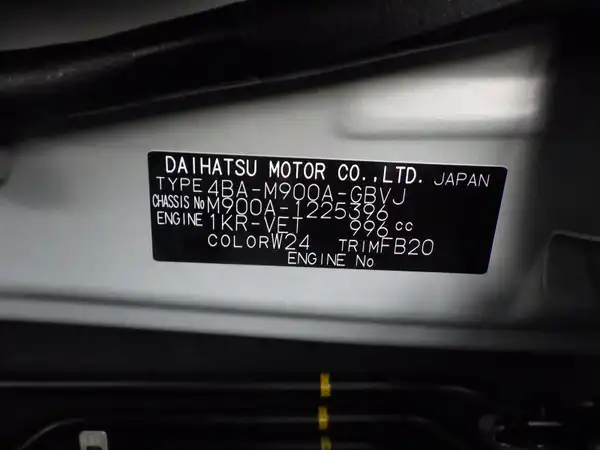 DAIHATSU MOTOR CO.,LTD. JAPAN
TYPE 4BA-M900A-GBVJ
CHASSIS No M900A-1225396
ENGINE 1KR-VET 996 cc
COLOR W24 TRIM FB20
ENGINE No